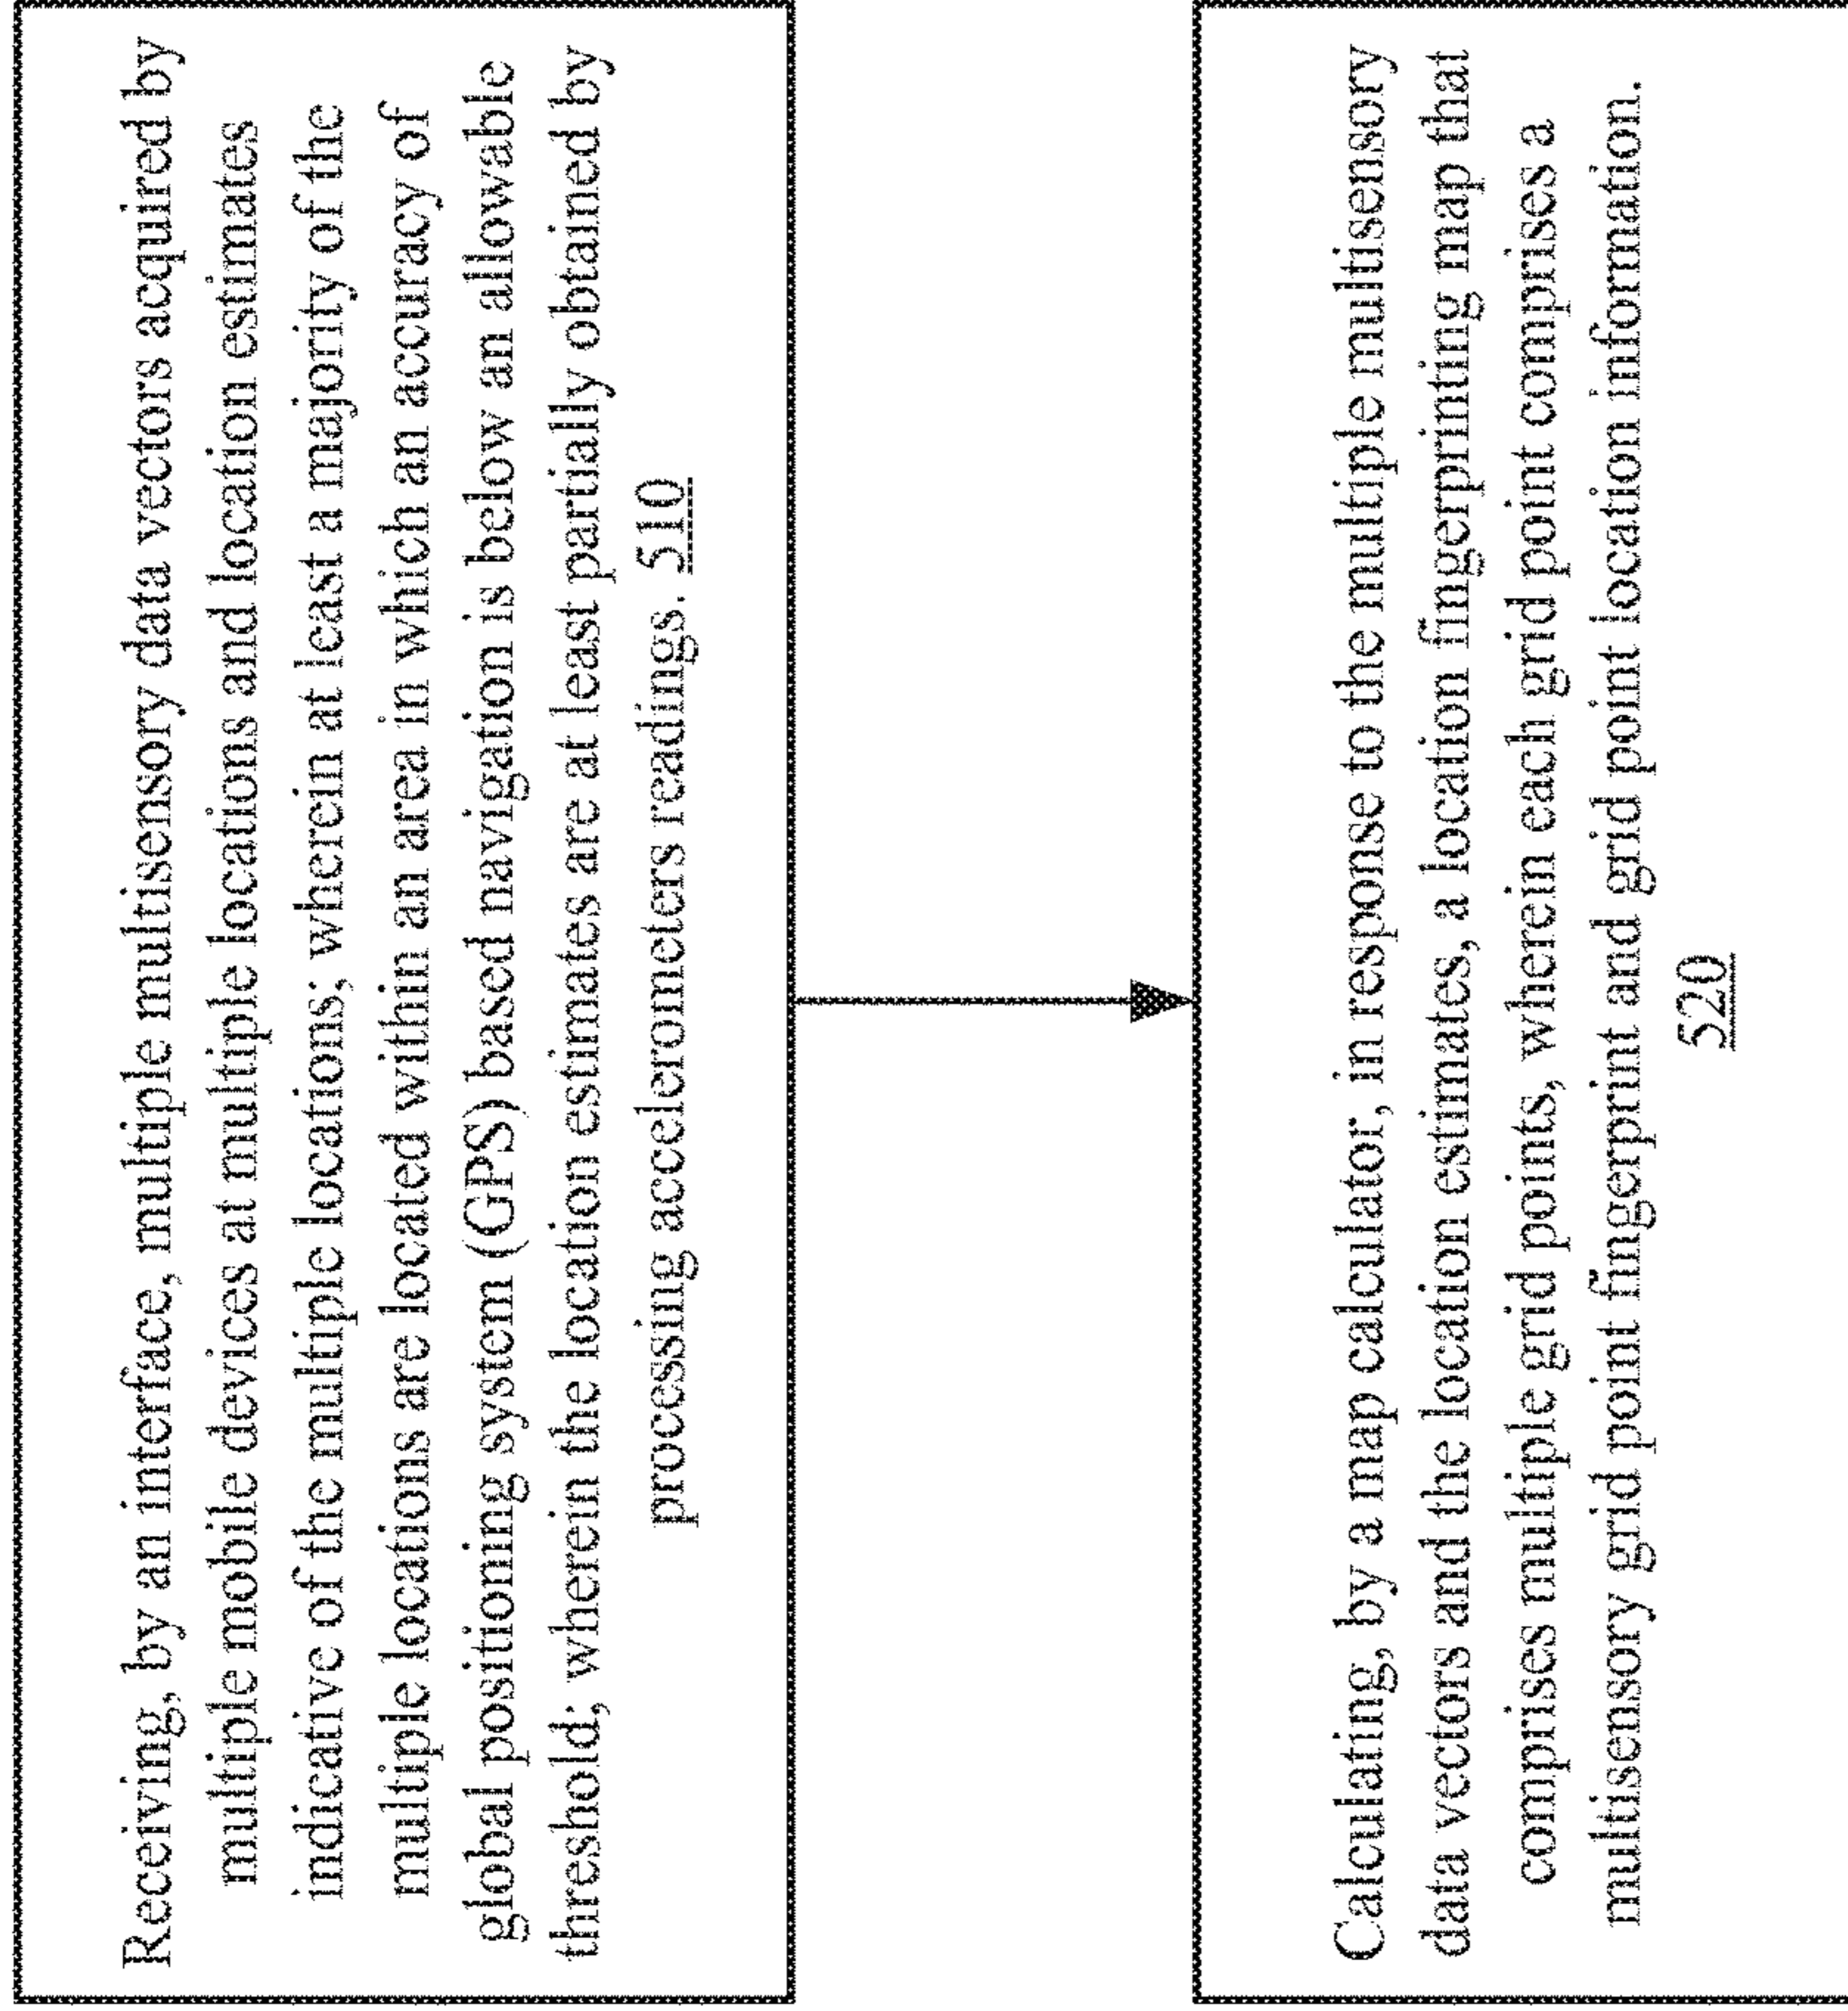 Receiving, by an interface, multiple multisensory data vectors acquired by
multiple mobile devices at multiple locations and location estimates
indicative of the multiple locations; wherein at least a majority of the
multiple locations are located within an area in which an accuracy of
global positioning system (GPS) based navigation is below an allowable
threshold; wherein the location estimates are at least partially obtained by
processing accelerometers readings. 510
Calculating, by a map calculator, in response to the multiple multisensory
data vectors and the location estimates, a location fingerprinting map that
comprises multiple grid points, wherein each grid point comprises a
multisensory grid point fingerprint and grid point location information.
520